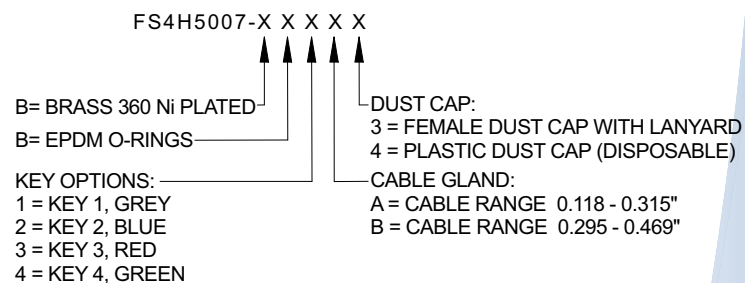 FS4H5007-X X X X X
B= BRASS 360 Ni PLATED
B= EPDM O-RINGS
KEY OPTIONS:
1 = KEY 1, GREY
2 = KEY 2, BLUE
3 = KEY 3, RED
4 = KEY 4, GREEN
DUST CAP:
3 = FEMALE DUST CAP WITH LANYARD
4 = PLASTIC DUST CAP (DISPOSABLE)
CABLE GLAND:
A = CABLE RANGE 0.118 - 0.315"
B = CABLE RANGE 0.295 - 0.469"